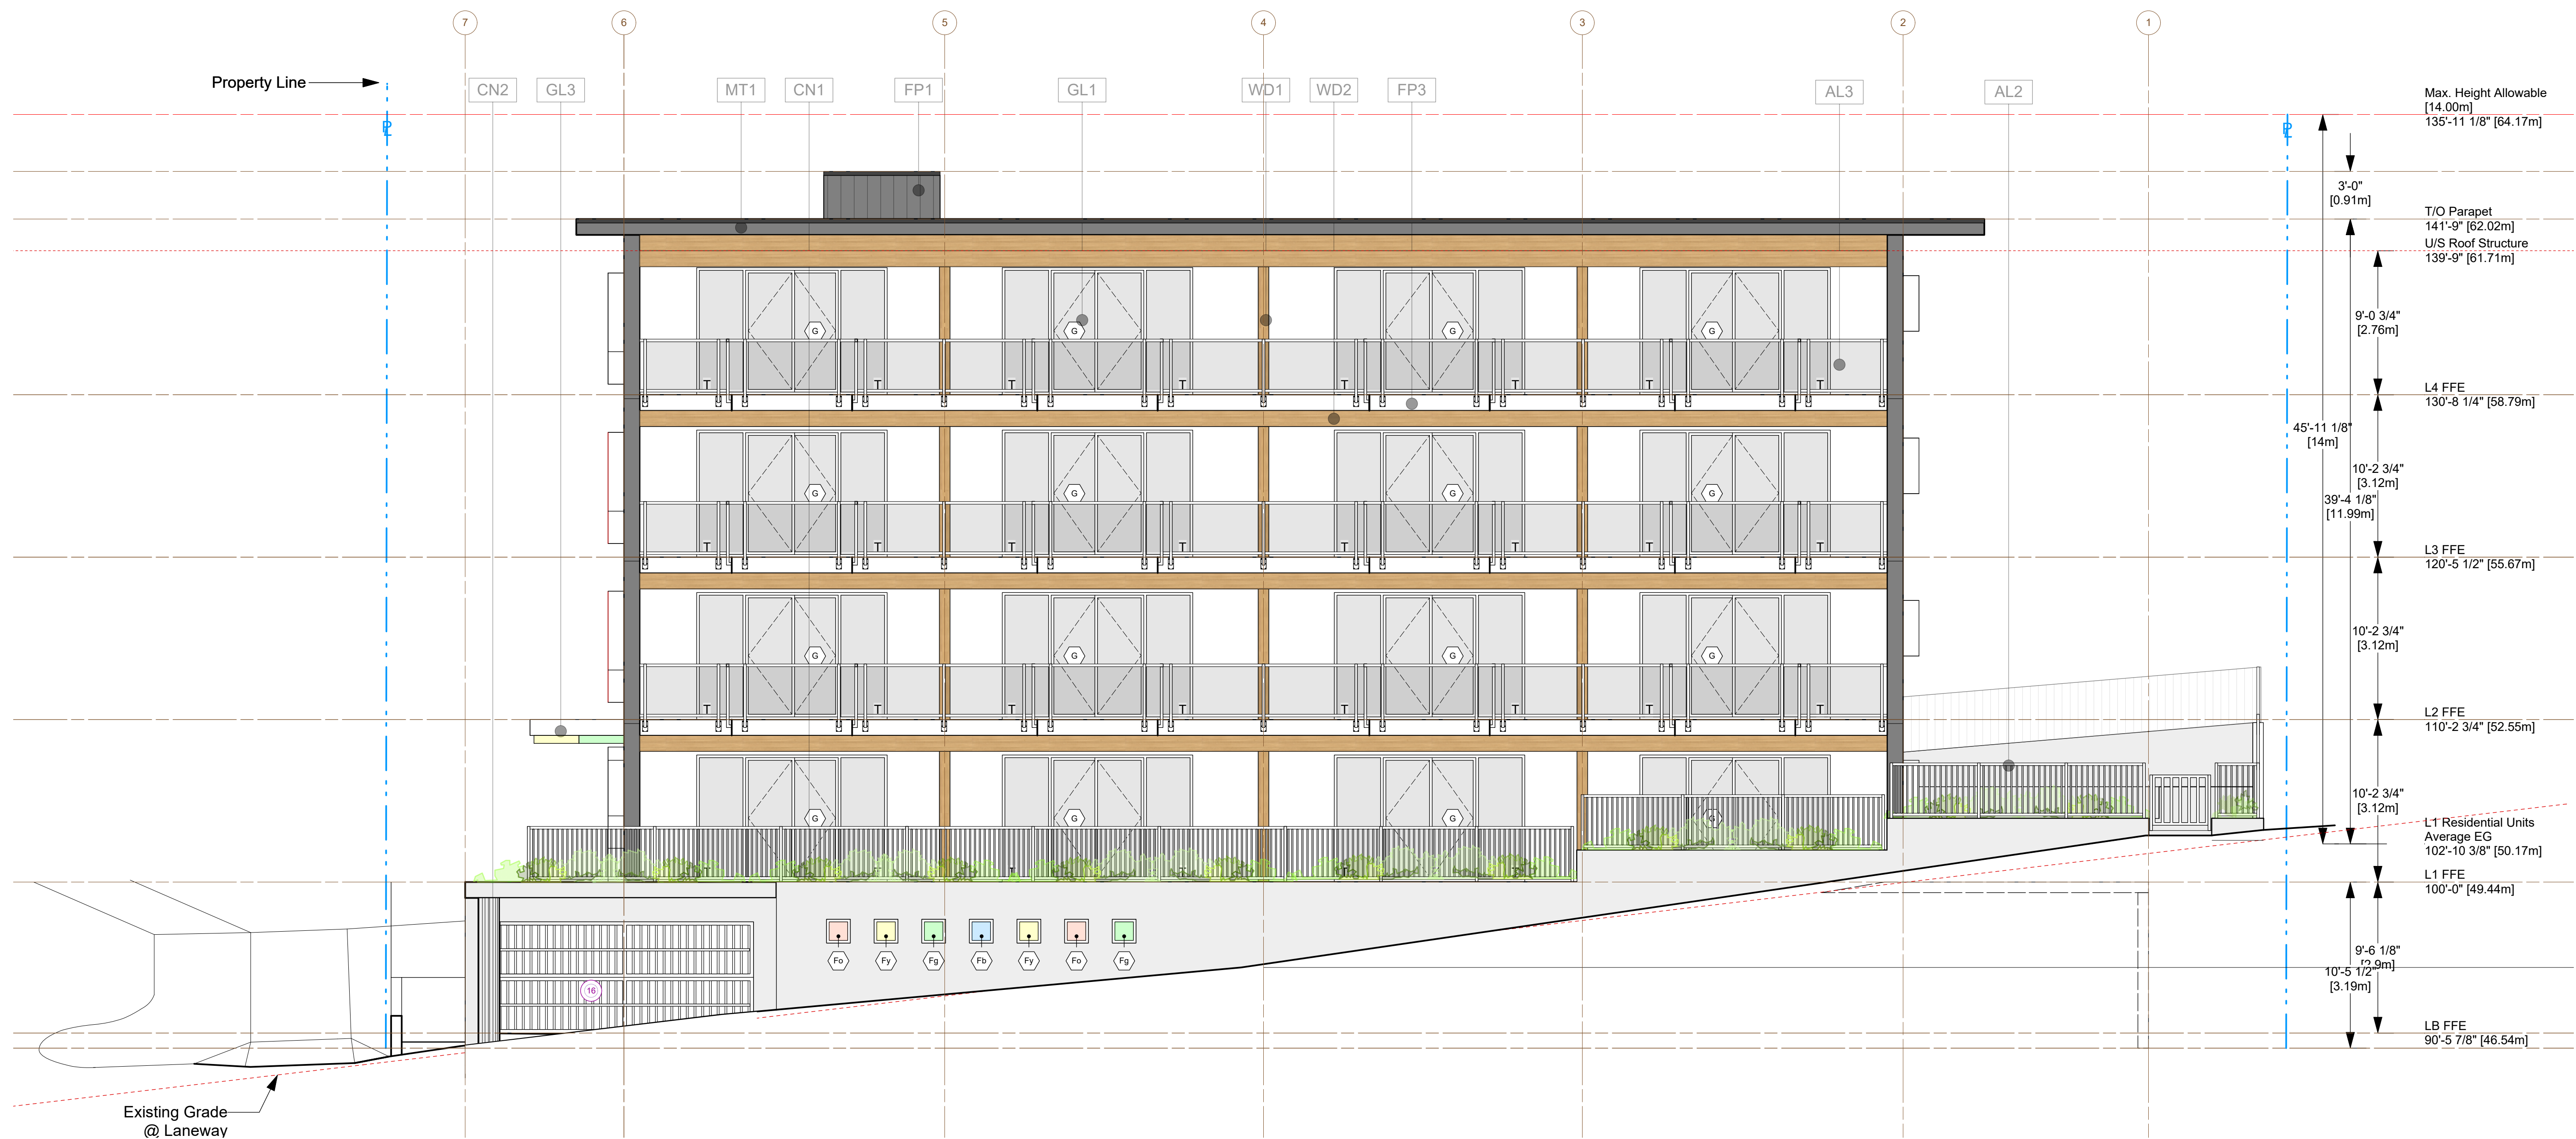 7
6
5
4
3
2
1
Property Line
CN2
GL3
MT1
CN1
FP1
GL1
WD1
WD2
FP3
AL3
AL2
Max. Height Allowable
[14.00m]
135'-11 1/8" [64.17m]
3'-0"
[0.91m]
T/O Parapet
141'-9" [62.02m]
U/S Roof Structure
139'-9" [61.71m]
9'-0 3/4"
[2.76m]
G
G
G
G
T
T
T
T
T
T
T
T
L4 FFE
130'-8 1/4" [58.79m]
45'-11 1/8"
[14m]
10'-2 3/4"
[3.12m]
39'-4 1/8"
[11.99m]
G
G
G
G
T
T
T
T
T
T
T
T
L3 FFE
120'-5 1/2" [55.67m]
10'-2 3/4"
[3.12m]
G
G
G
G
T
T
T
T
T
T
T
T
L2 FFE
110'-2 3/4" [52.55m]
10'-2 3/4"
[3.12m]
G
G
G
G
L1 Residential Units
Average EG
102'-10 3/8" [50.17m]
L1 FFE
100'-0" [49.44m]
Fo
Fy
Fg
Fb
Fy
Fo
Fg
9'-6 1/8"
[2.9m]
10'-5 1/2"
[3.19m]
16
LB FFE
90'-5 7/8" [46.54m]
Existing Grade
@ Laneway